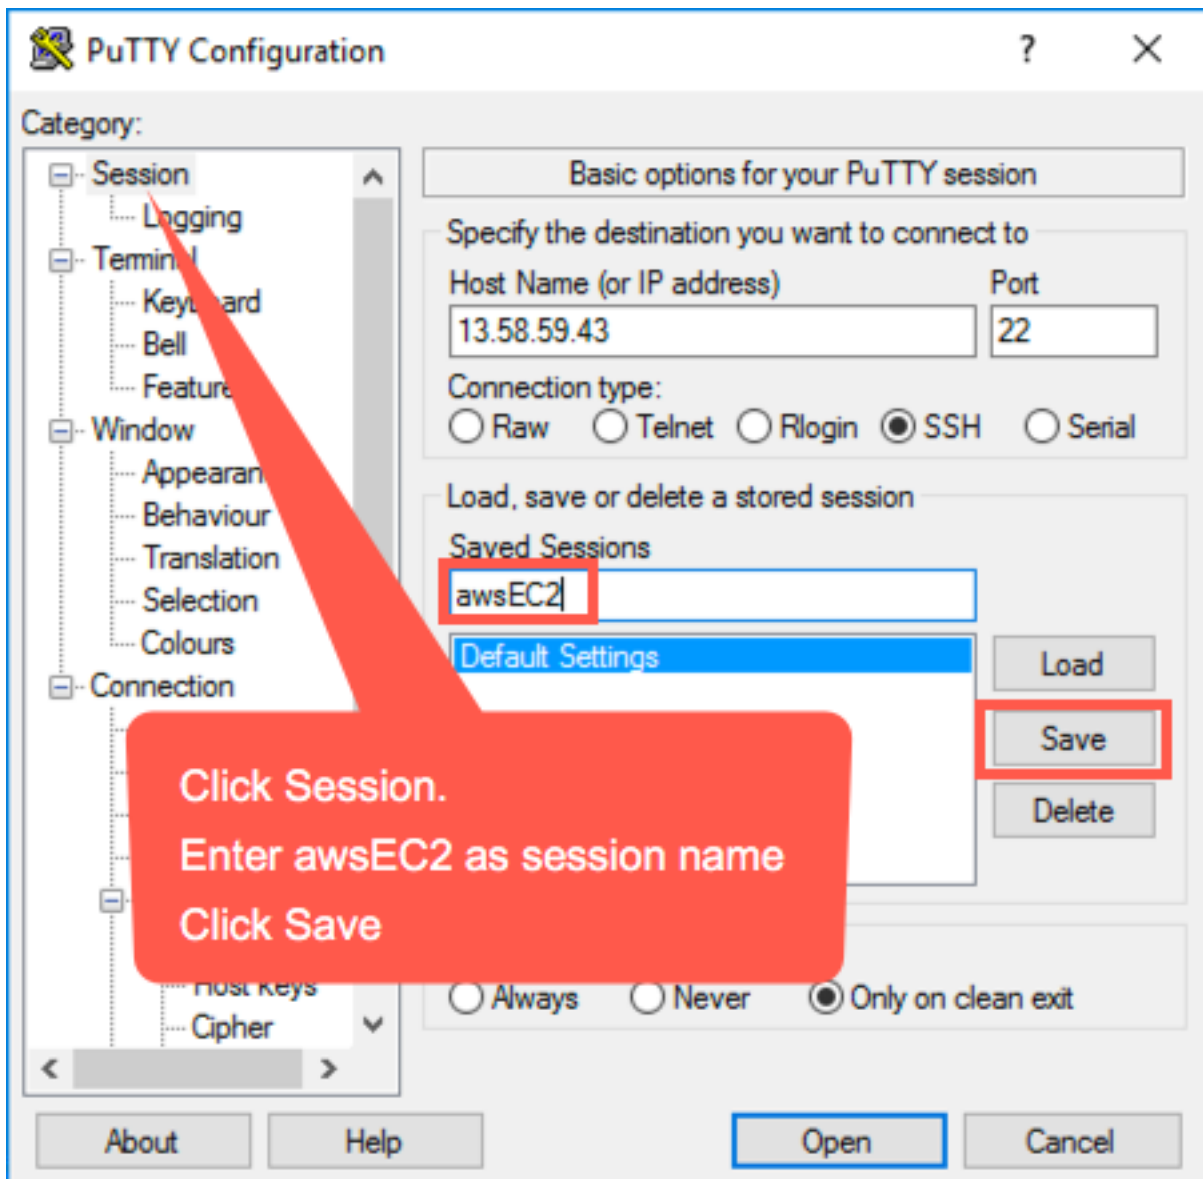 PuTTY Configuration
?
Category:
Session
Logging
Terminal
Keyboard
Bell
Feature
Window
Appearan
Behaviour
Translation
Selection
Colours
Connection
Host Keys
Cipher
Basic options for your PuTTY session
Specify the destination you want to connect to
Host Name (or IP address)
Port
13.58.59.43
22
Connection type:
Raw Telnet Rlogin SSH Serial
Load, save or delete a stored session
Saved Sessions
awsEC2
Default Settings
Load
Save
Delete
Click Session.
Enter awsEC2 as session name
Click Save
Always Never Only on clean exit
About
Help
Open
Cancel